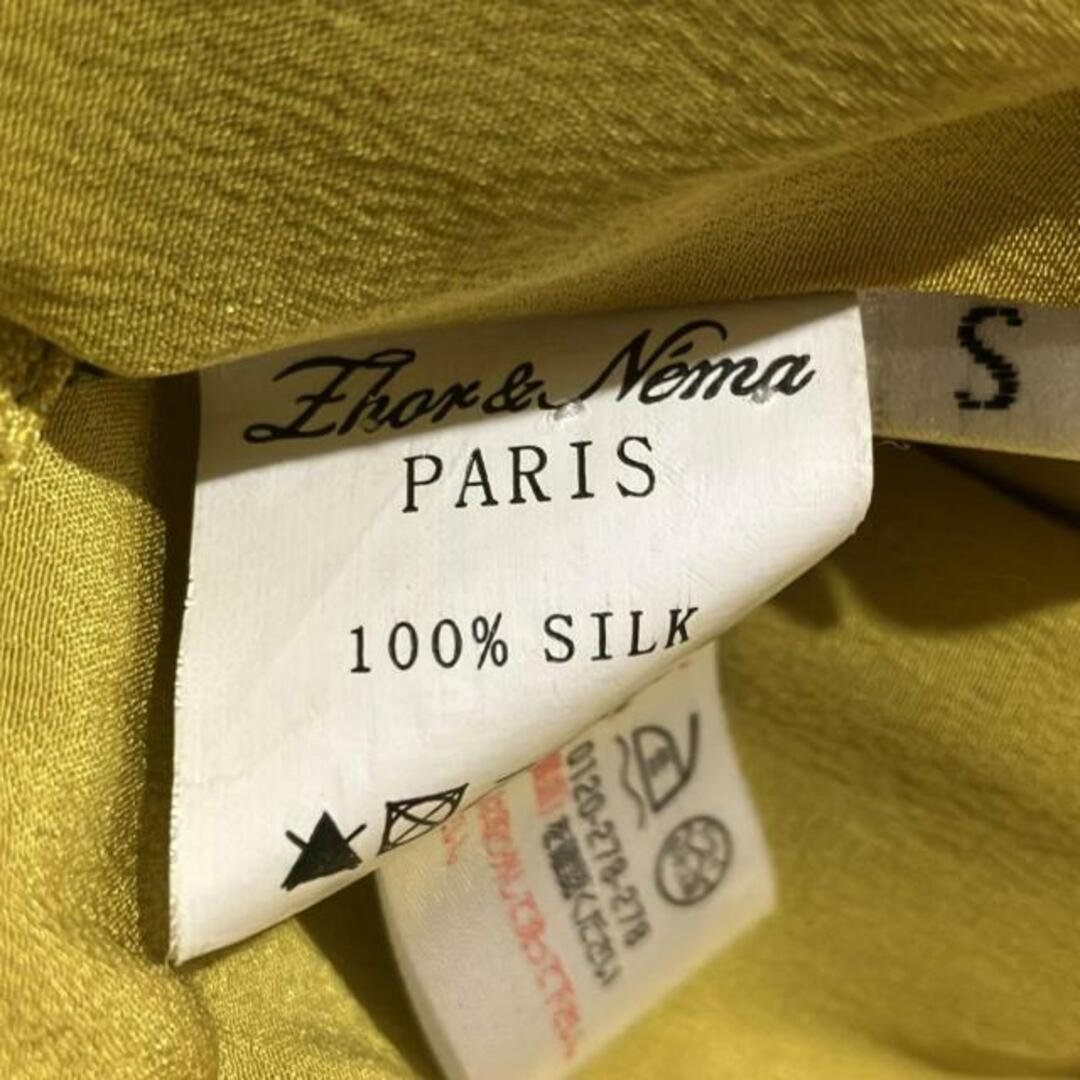 Zhor & Néma
PARIS
100% SILK
S
0120-278-278